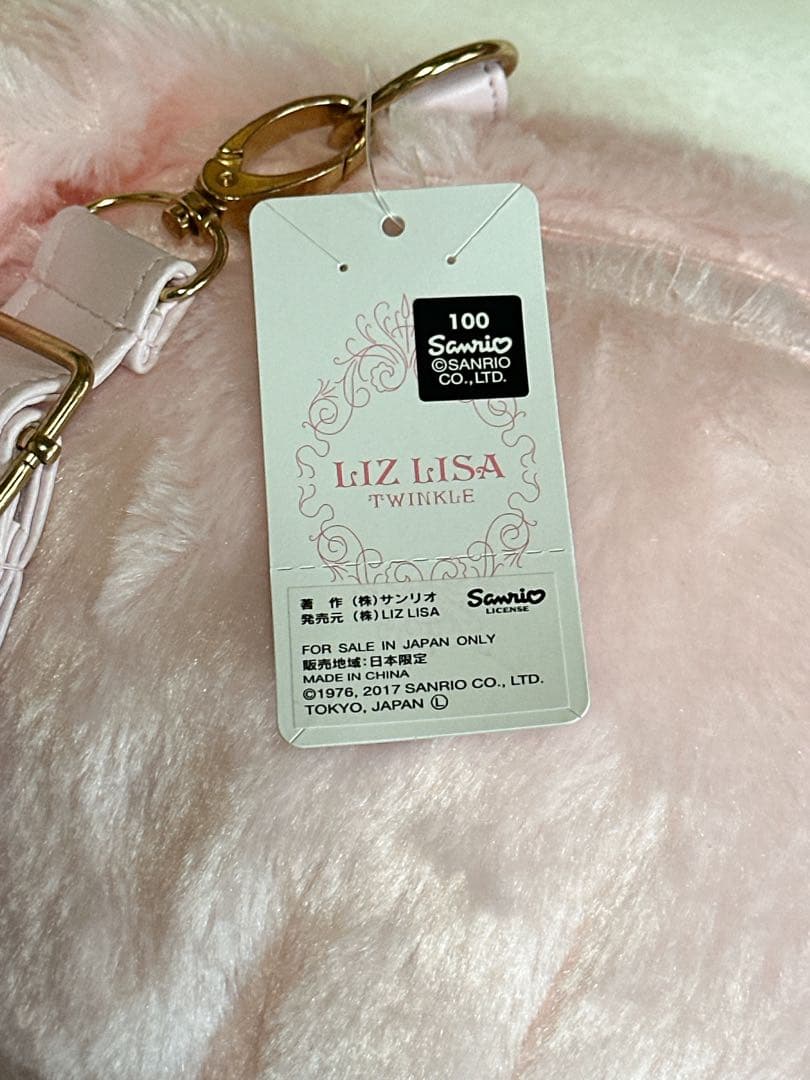 100
Sanrio
©SANRIO
CO.,LTD.
LIZ LISA
TWINKLE
著 作 (株)サンリオ
発売元 (株)LIZ LISA
Sanrio
LICENSE
FOR SALE IN JAPAN ONLY
販売地域:日本限定
MADE IN CHINA
©1976, 2017 SANRIO CO., LTD.
TOKYO, JAPAN Ⓛ